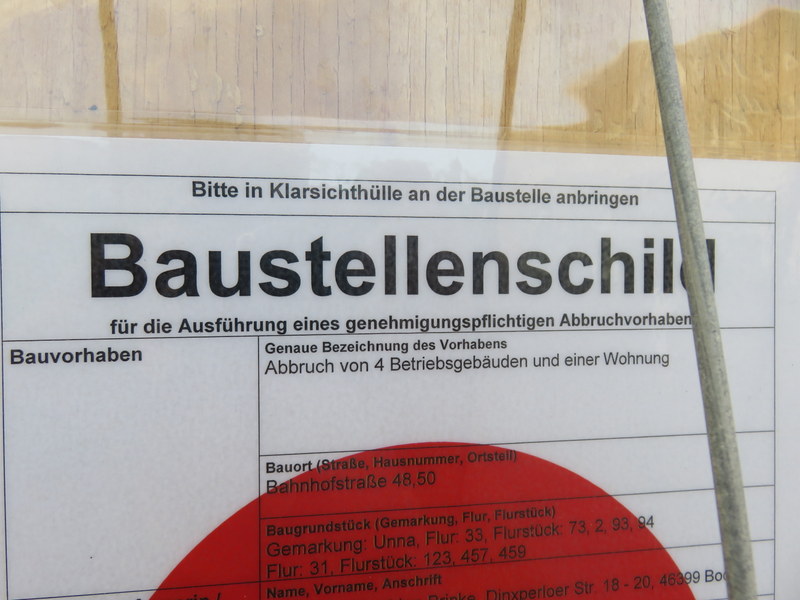 Bitte in Klarsichthülle an der Baustelle anbringen
Baustellenschild
für die Ausführung eines genehmigungspflichtigen Abbruchvorhaben
Bauvorhaben
Genaue Bezeichnung des Vorhabens
Abbruch von 4 Betriebsgebäuden und einer Wohnung
Bauort (Straße, Hausnummer, Ortsteil)
Bahnhofstraße 48,50
Baugrundstück (Gemarkung, Flur, Flurstück)
Gemarkung: Unna, Flur: 33, Flurstück: 73, 2, 93, 94
Flur: 31, Flurstück: 123, 457, 459
Name, Vorname, Anschrift
Dinxperloer Str. 18 - 20, 46399 Boc